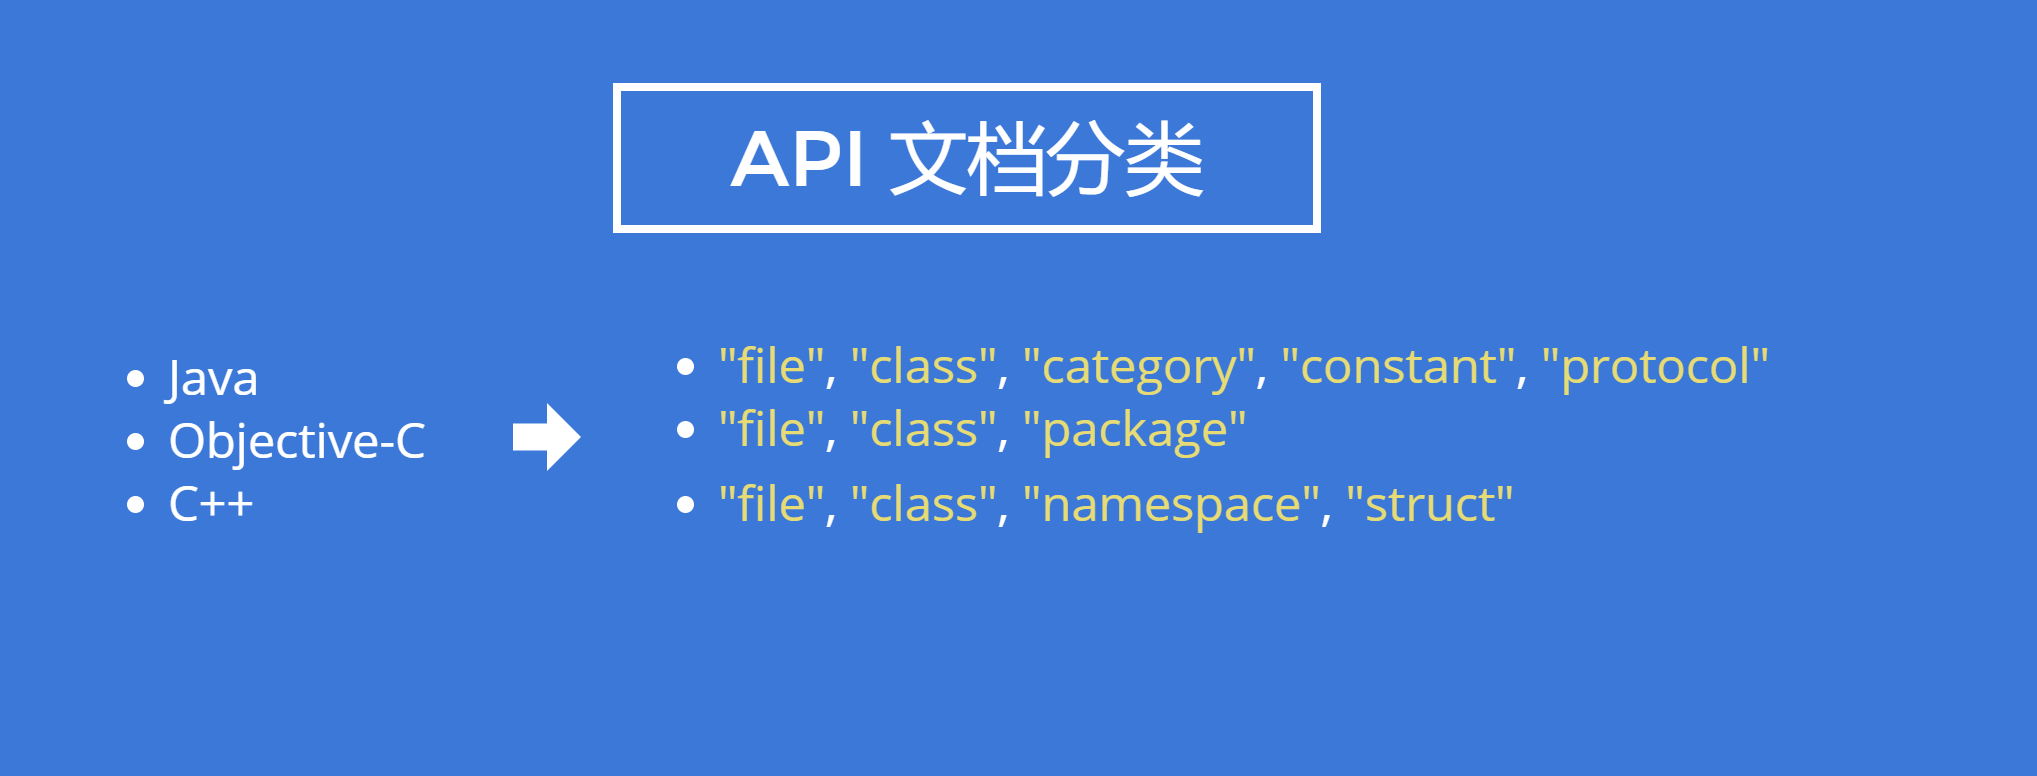 API 文档分类
Java
Objective-C
C++
"file", "class", "category", "constant", "protocol"
"file", "class", "package"
"file", "class", "namespace", "struct"